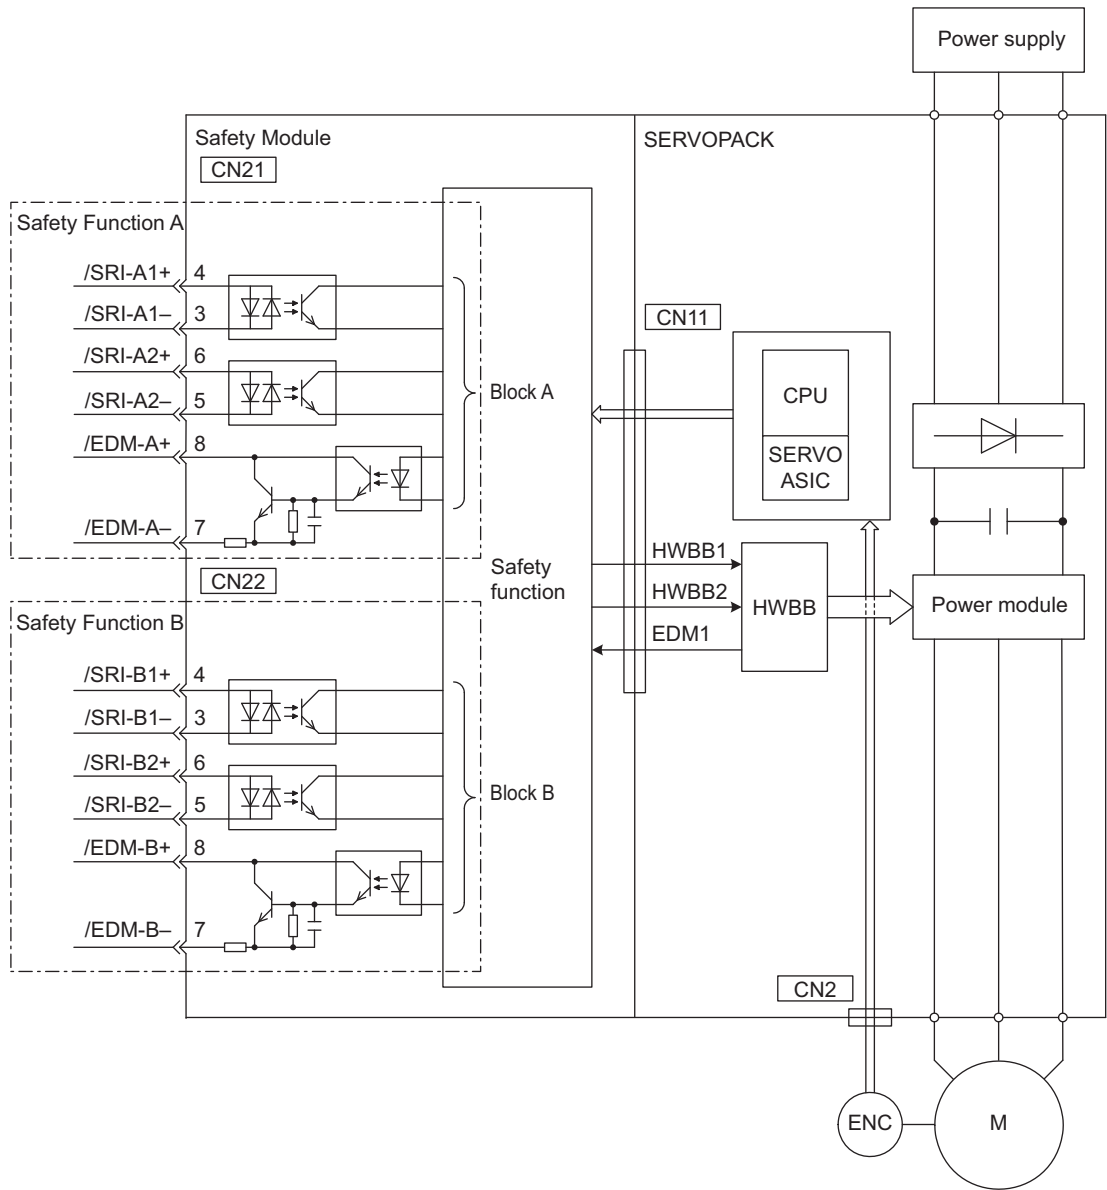 Power supply
Safety Module
SERVOPACK
CN21
Safety Function A
/SRI-A1+ 4
/SRI-A1– 3
/SRI-A2+ 6
/SRI-A2– 5
/EDM-A+ 8
/EDM-A– 7
Block A
CN11
CPU
SERVO
ASIC
CN22
Safety
function
HWBB1
HWBB2
EDM1
HWBB
Power module
Safety Function B
/SRI-B1+ 4
/SRI-B1– 3
/SRI-B2+ 6
/SRI-B2– 5
/EDM-B+ 8
/EDM-B– 7
Block B
CN2
ENC
M